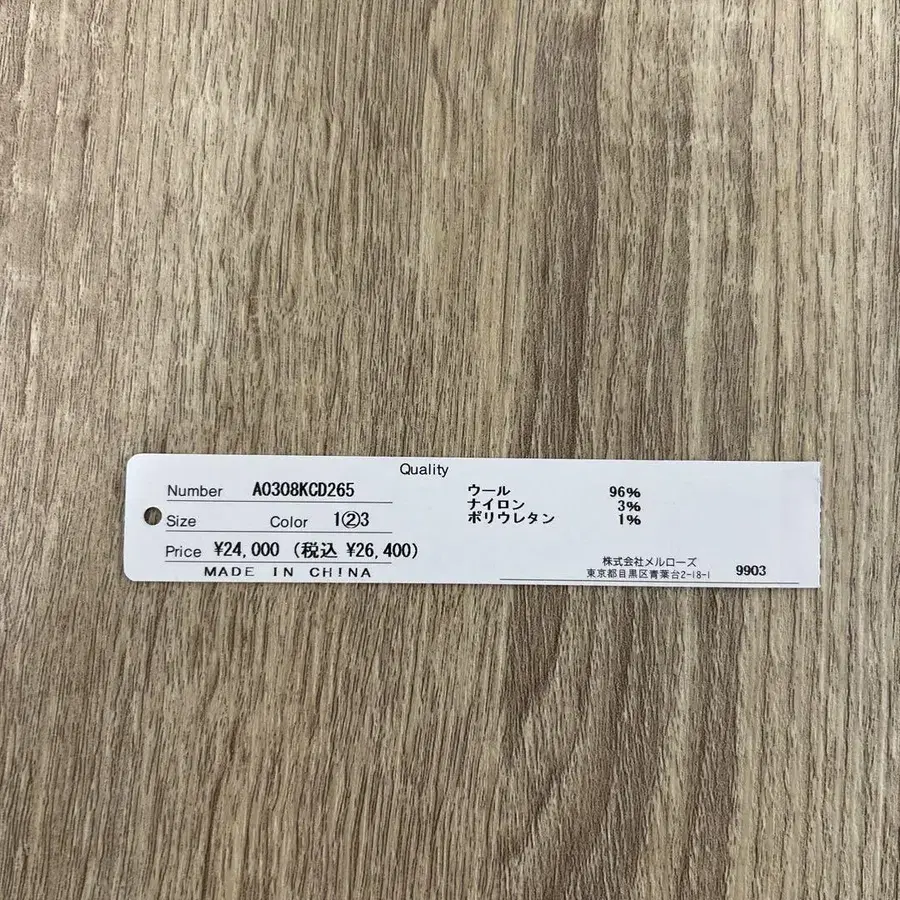 Quality
Number A0308KCD265
Size Color 1②3
Price ¥24,000 (税込 ¥26,400)
MADE IN CHINA
ウール 96%
ナイロン 3%
ポリウレタン 1%
株式会社メルローズ
東京都目黒区青葉台2-18-1
9903